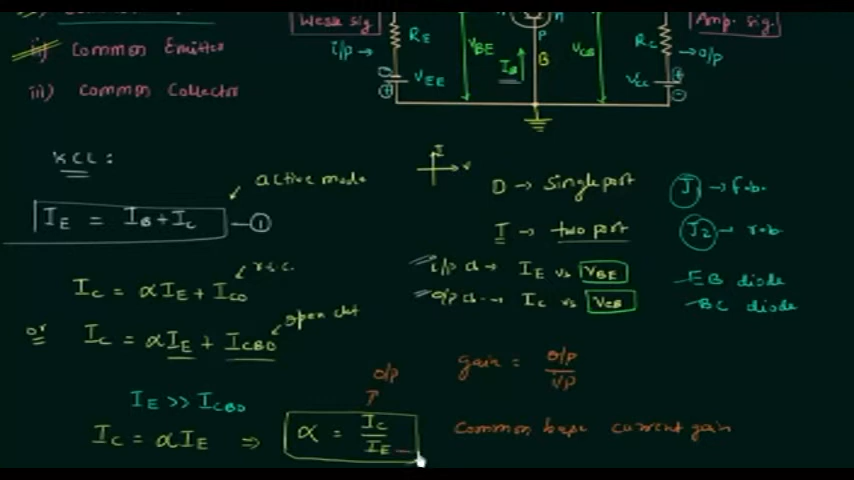 ii) Common Emitter
iii) Common Collector
Weak sig.
i/p →
RE
VEE
VBE
n
P
B
IB
VCB
RC
VCC
Amp. sig.
→ o/p
KCL :
active mode
IE = IB + IC —①
r.s.c.
IC = αIE + ICO
or IC = αIE + ICBO
open ckt
IE >> ICBO
IC = αIE ⇒ α = IC / IE
o/p
I
v
D → single port
T → two port
i/p ch → IE vs VBE
o/p ch → IC vs VCB
J1 → f.b.
J2 → r.b.
EB diode
BC diode
gain = o/p / i/p
Common base current gain